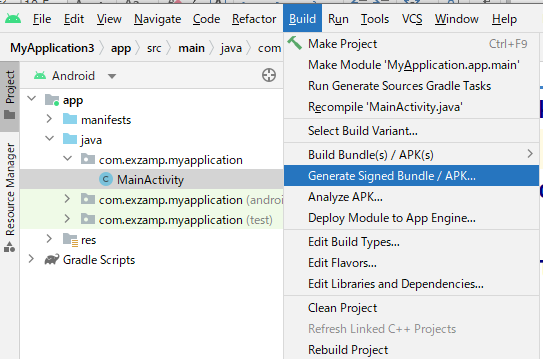 File Edit View Navigate Code Refactor Build Run Tools VCS Window Help
MyApplication3 app src main java com
Android
Project
Resource Manager
app
manifests
java
com.exzamp.myapplication
MainActivity
com.exzamp.myapplication (androi
com.exzamp.myapplication (test)
res
Gradle Scripts
Make Project Ctrl+F9
Make Module 'MyApplication.app.main'
Run Generate Sources Gradle Tasks
Recompile 'MainActivity.java'
Select Build Variant...
Build Bundle(s) / APK(s)
Generate Signed Bundle / APK...
Analyze APK...
Deploy Module to App Engine...
Edit Build Types...
Edit Flavors...
Edit Libraries and Dependencies...
Clean Project
Refresh Linked C++ Projects
Rebuild Project